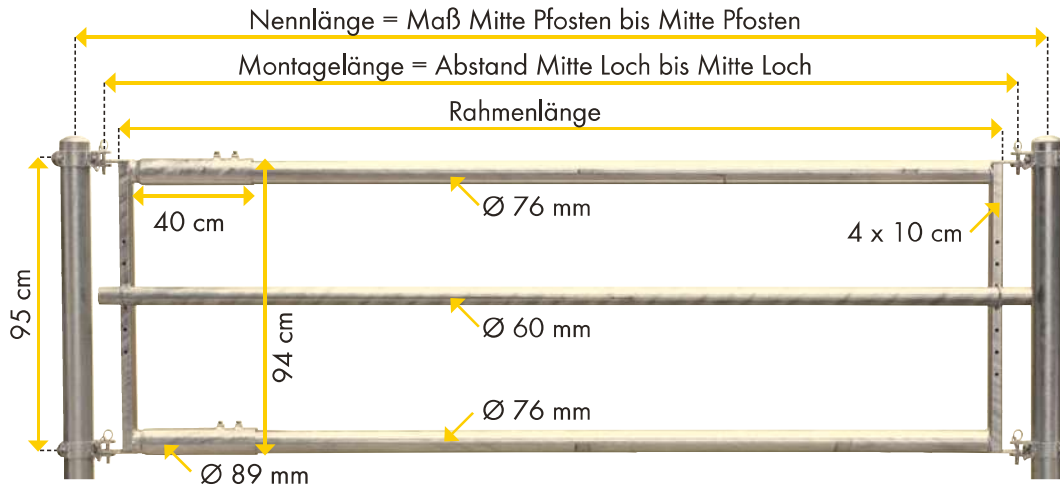 Nennlänge = Maß Mitte Pfosten bis Mitte Pfosten
Montagelänge = Abstand Mitte Loch bis Mitte Loch
Rahmenlänge
40 cm
Ø 76 mm
4 x 10 cm
95 cm
94 cm
Ø 60 mm
Ø 76 mm
Ø 89 mm